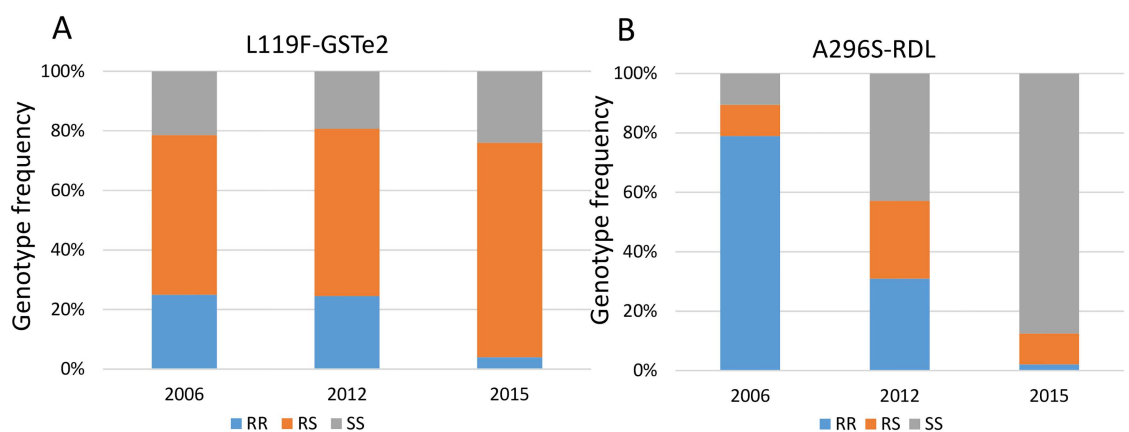 A
L119F-GSTe2
Genotype frequency
100%
80%
60%
40%
20%
0%
2006 2012 2015
RR RS SS
B
A296S-RDL
Genotype frequency
100%
80%
60%
40%
20%
0%
2006 2012 2015
RR RS SS